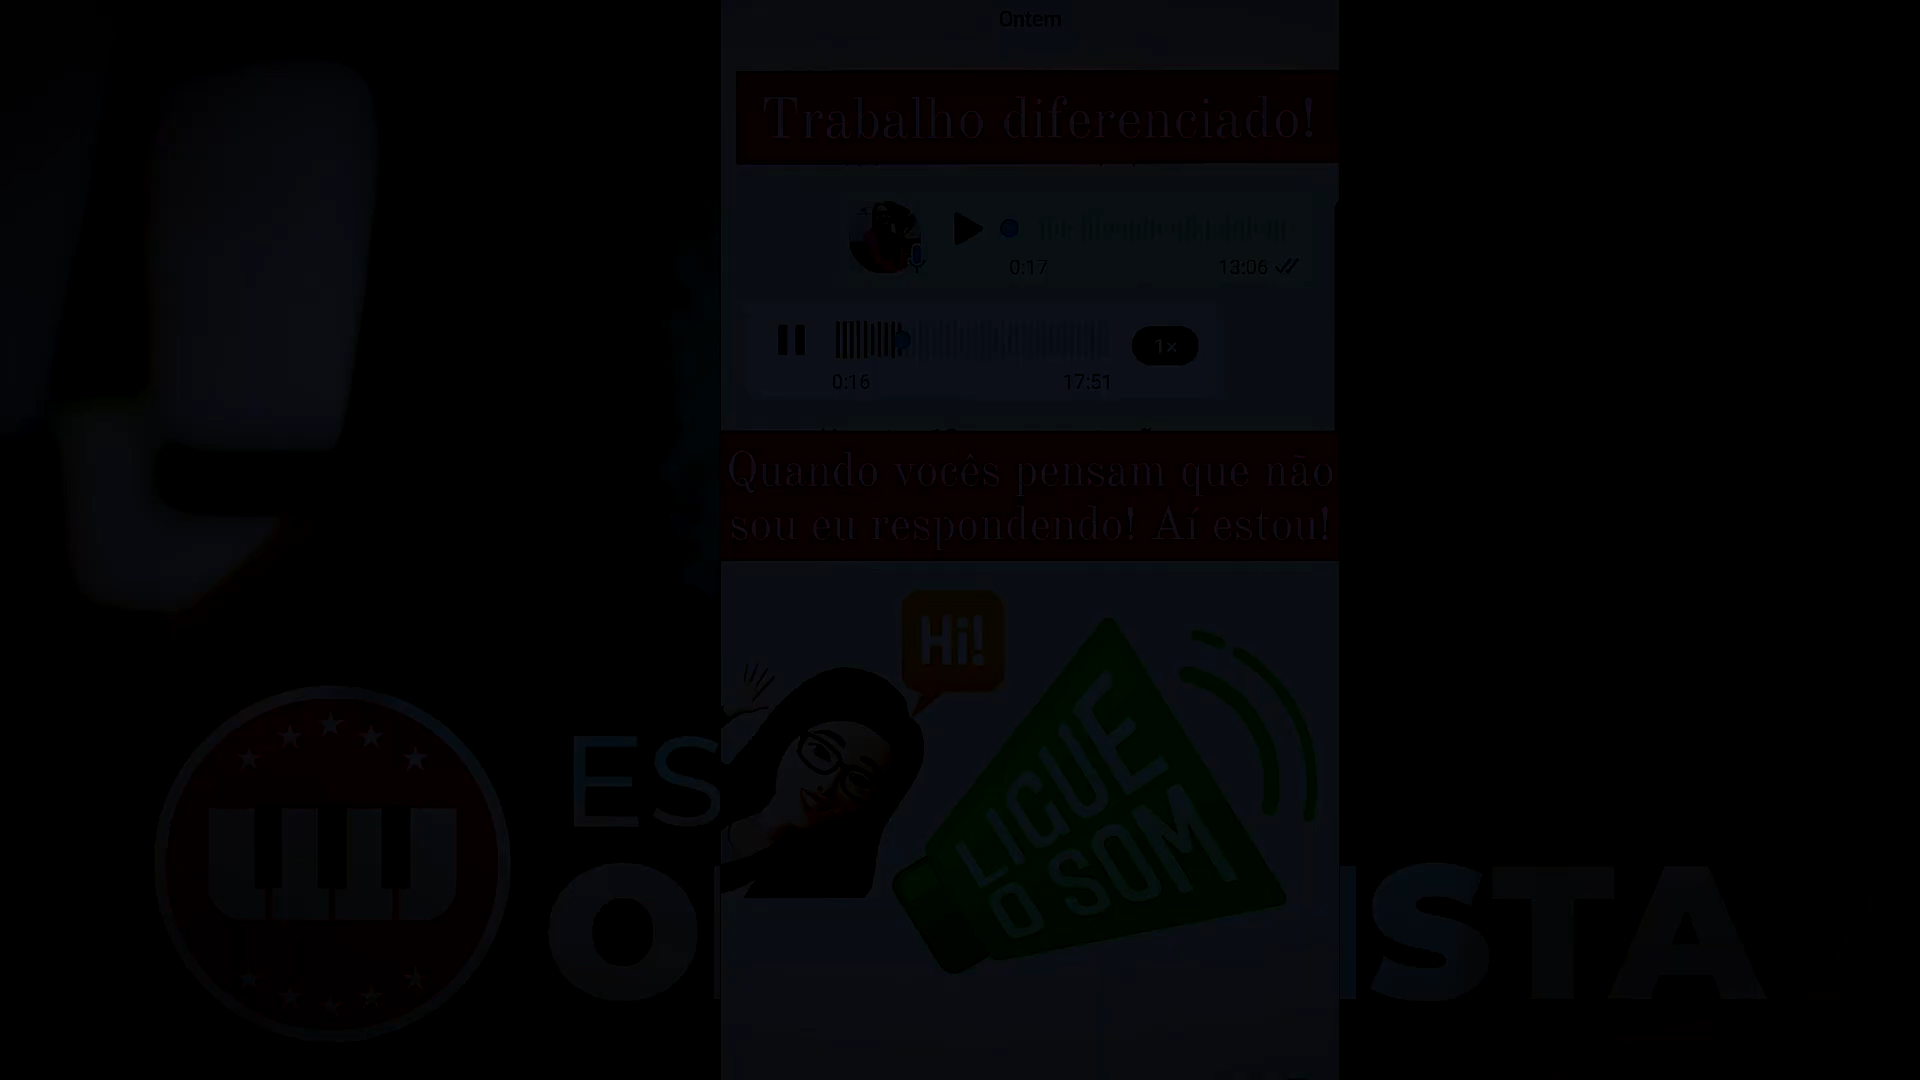 Ontem
Trabalho diferenciado!
0:17
13:06
1×
0:16
17:51
Quando vocês pensam que não
sou eu respondendo! Aí estou!
Hi!
LIGUE
O SOM
ES
O
ISTA